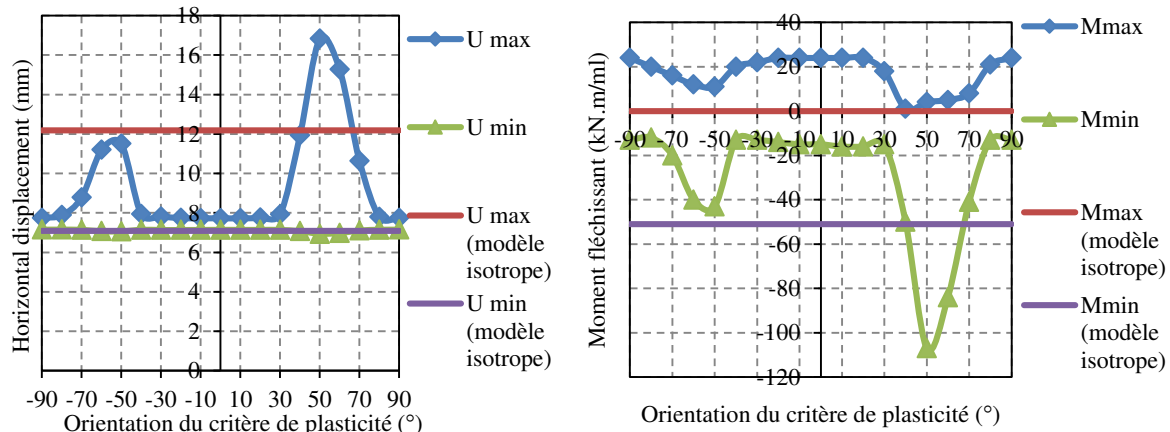 18
16
14
12
10
8
6
4
2
0
Horizontal displacement (mm)
-90 -70 -50 -30 -10 10 30 50 70 90
Orientation du critère de plasticité (°)
U max
U min
U max
(modèle
isotrope)
U min
(modèle
isotrope)
40
20
0
-20
-40
-60
-80
-100
-120
Moment fléchissant (kN.m/ml)
-90 -70 -50 -30 -10 10 30 50 70 90
Orientation du critère de plasticité (°)
Mmax
Mmin
Mmax
(modèle
isotrope)
Mmin
(modèle
isotrope)